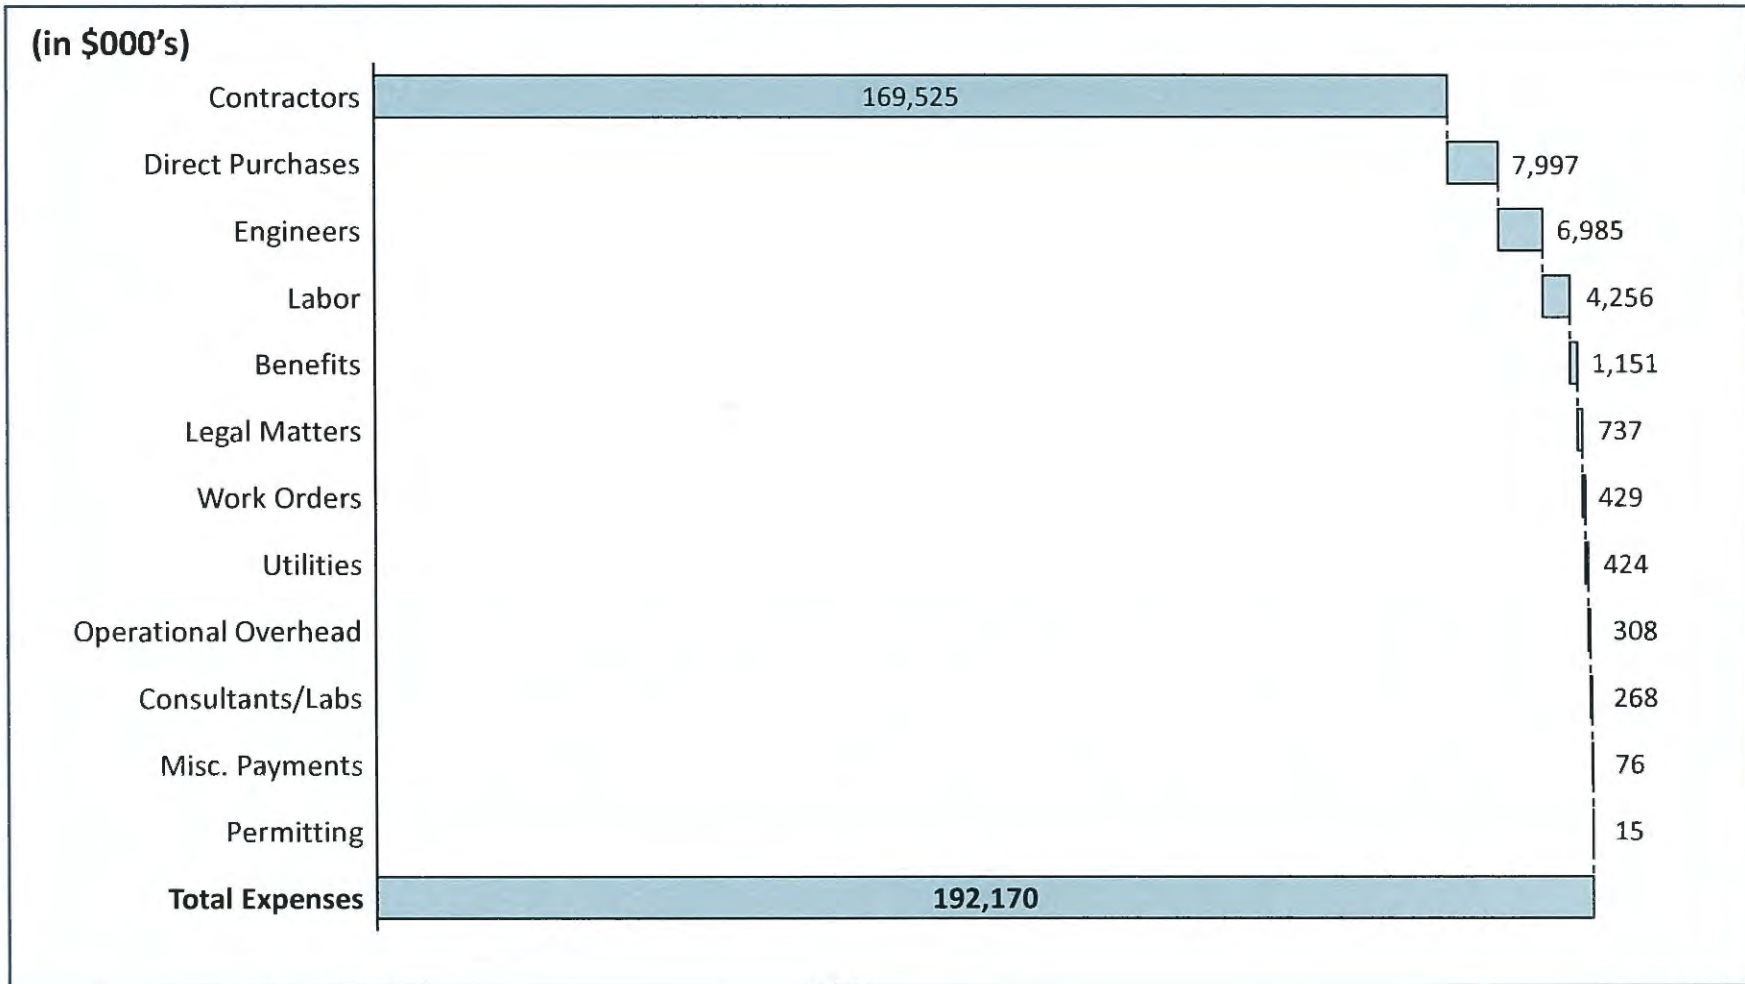 (in $000's)
Contractors 169,525
Direct Purchases 7,997
Engineers 6,985
Labor 4,256
Benefits 1,151
Legal Matters 737
Work Orders 429
Utilities 424
Operational Overhead 308
Consultants/Labs 268
Misc. Payments 76
Permitting 15
Total Expenses 192,170